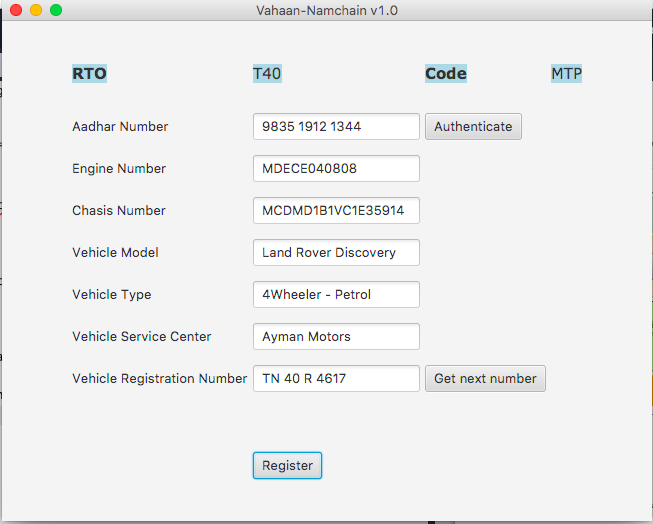 Vahaan-Namchain v1.0
RTO T40 Code MTP
Aadhar Number 9835 1912 1344 Authenticate
Engine Number MDECE040808
Chasis Number MCDMD1B1VC1E35914
Vehicle Model Land Rover Discovery
Vehicle Type 4Wheeler - Petrol
Vehicle Service Center Ayman Motors
Vehicle Registration Number TN 40 R 4617 Get next number
Register